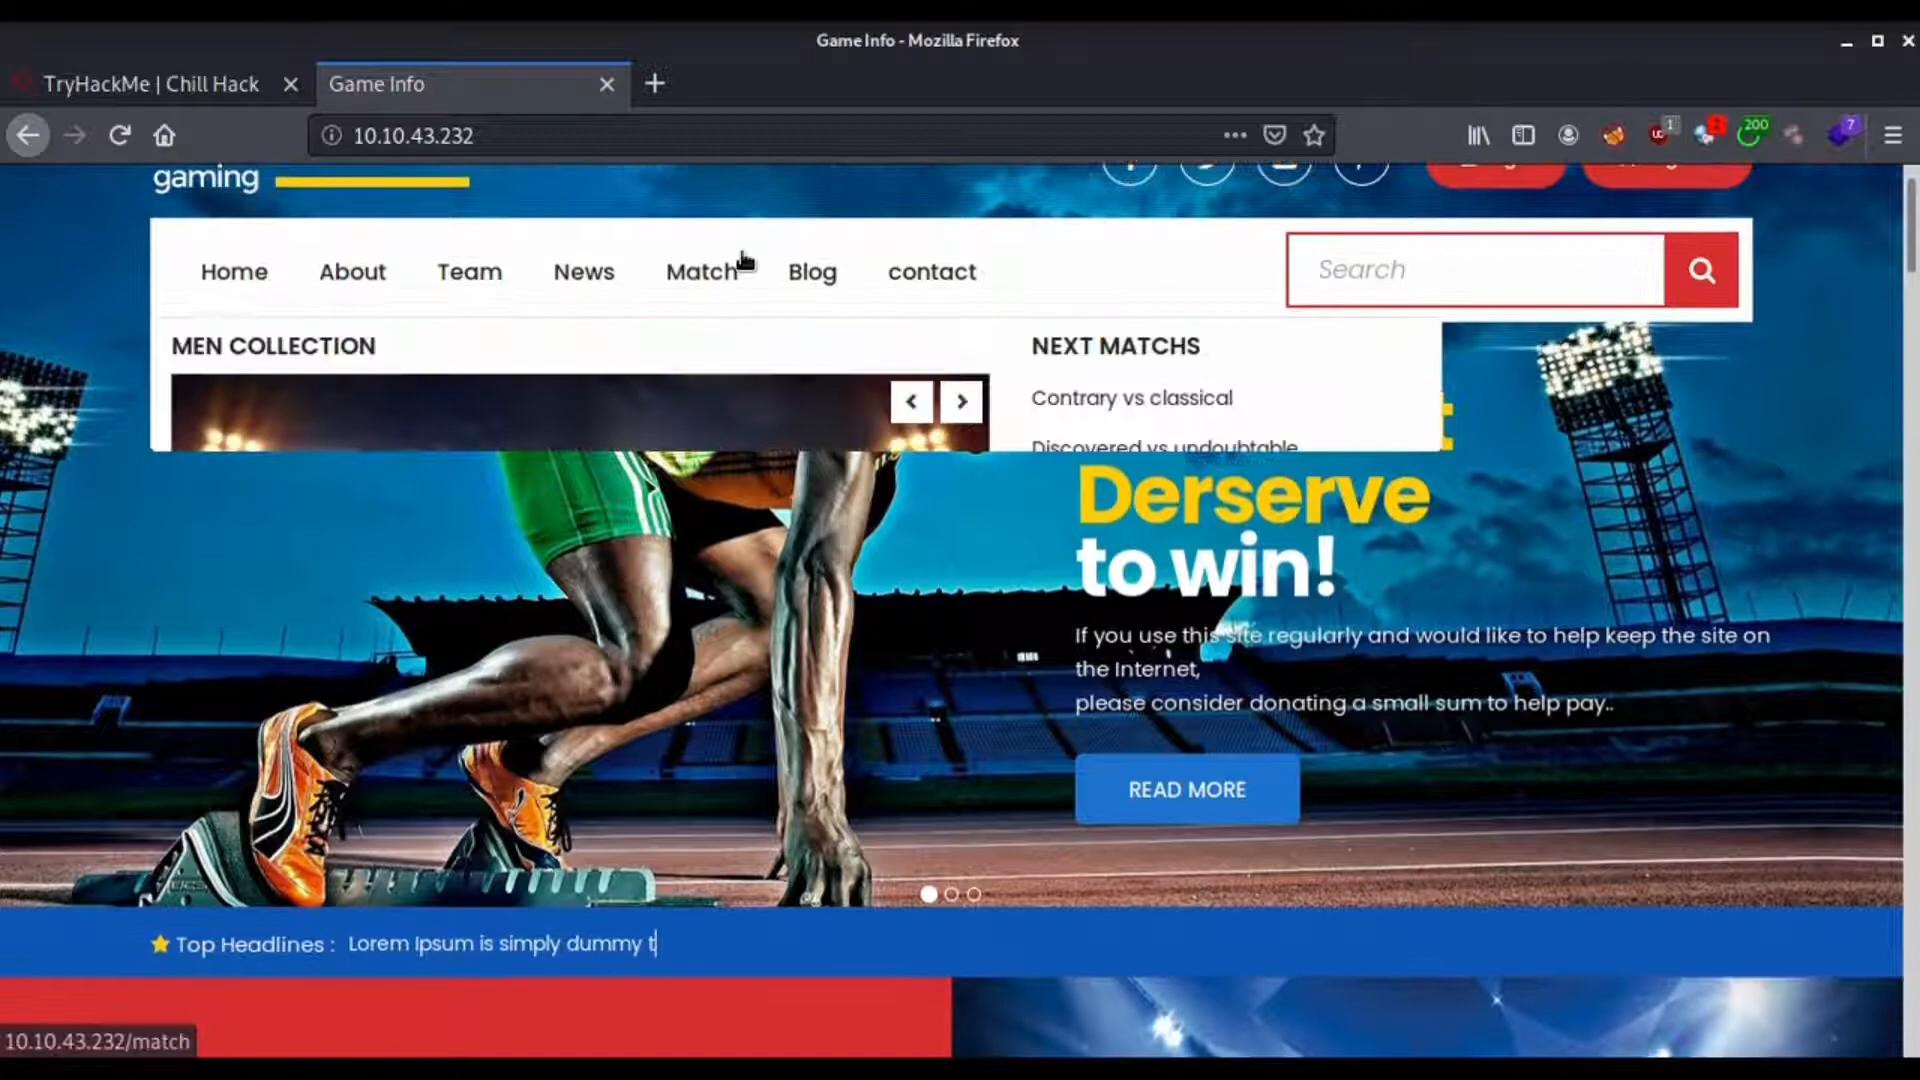 Game Info - Mozilla Firefox
TryHackMe | Chill Hack
Game Info
10.10.43.232
1
200
7
gaming
Home
About
Team
News
Match
Blog
contact
Search
MEN COLLECTION
NEXT MATCHS
Contrary vs classical
Discovered vs undoubtable
Derserve
to win!
If you use this site regularly and would like to help keep the site on
the Internet,
please consider donating a small sum to help pay..
READ MORE
Top Headlines : Lorem Ipsum is simply dummy t
10.10.43.232/match